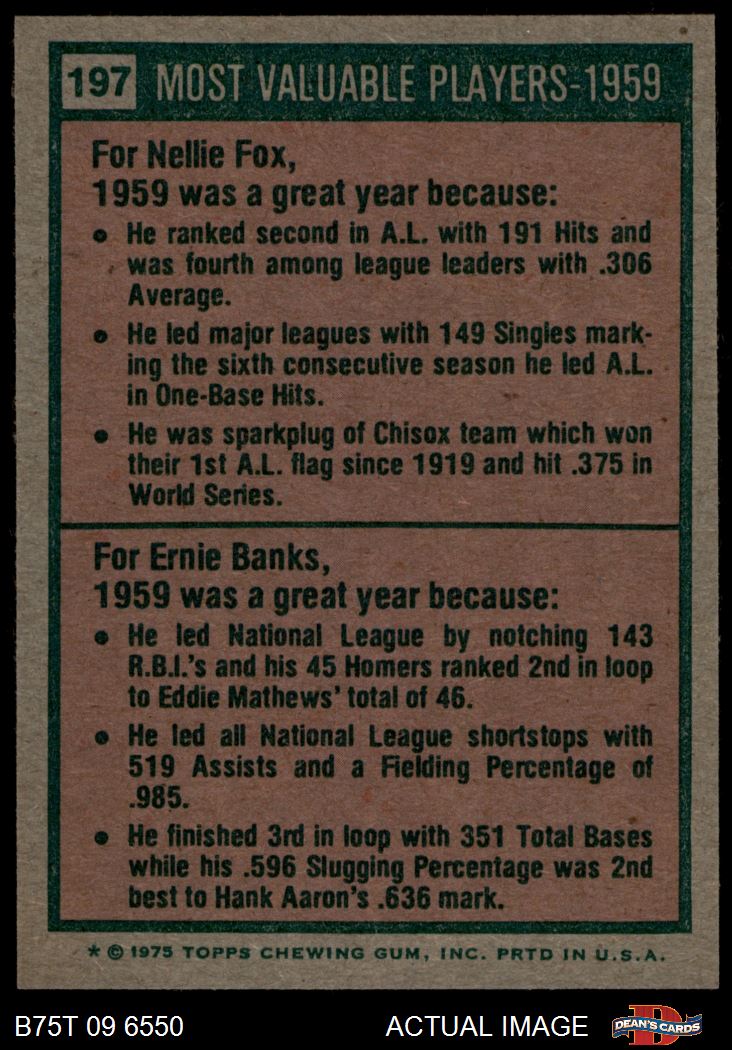 197 MOST VALUABLE PLAYERS-1959
For Nellie Fox,
1959 was a great year because:
• He ranked second in A.L. with 191 Hits and
was fourth among league leaders with .306
Average.
• He led major leagues with 149 Singles mark-
ing the sixth consecutive season he led A.L.
in One-Base Hits.
• He was sparkplug of Chisox team which won
their 1st A.L. flag since 1919 and hit .375 in
World Series.
For Ernie Banks,
1959 was a great year because:
• He led National League by notching 143
R.B.I.'s and his 45 Homers ranked 2nd in loop
to Eddie Mathews' total of 46.
• He led all National League shortstops with
519 Assists and a Fielding Percentage of
.985.
• He finished 3rd in loop with 351 Total Bases
while his .596 Slugging Percentage was 2nd
best to Hank Aaron's .636 mark.
* © 1975 TOPPS CHEWING GUM, INC. PRTD IN U.S.A.
B75T 09 6550 ACTUAL IMAGE D DEAN'S CARDS